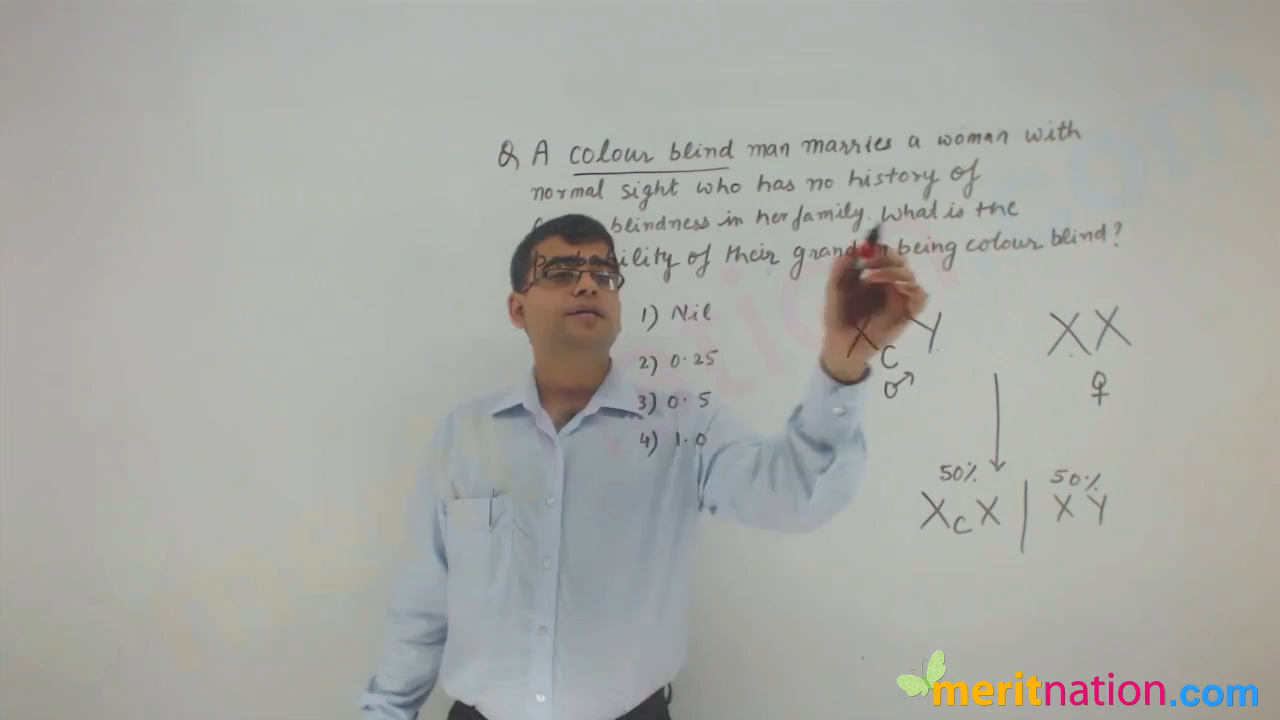 Q A colour blind man marries a woman with
normal sight who has no history of
blindness in her family. What is the
of their being colour blind?
1) Nil
2) 0.25
3) 0.5
4) 1.0
Xc Y
XX
♂
♀
50% 50%
XcX | XY
meritnation.com